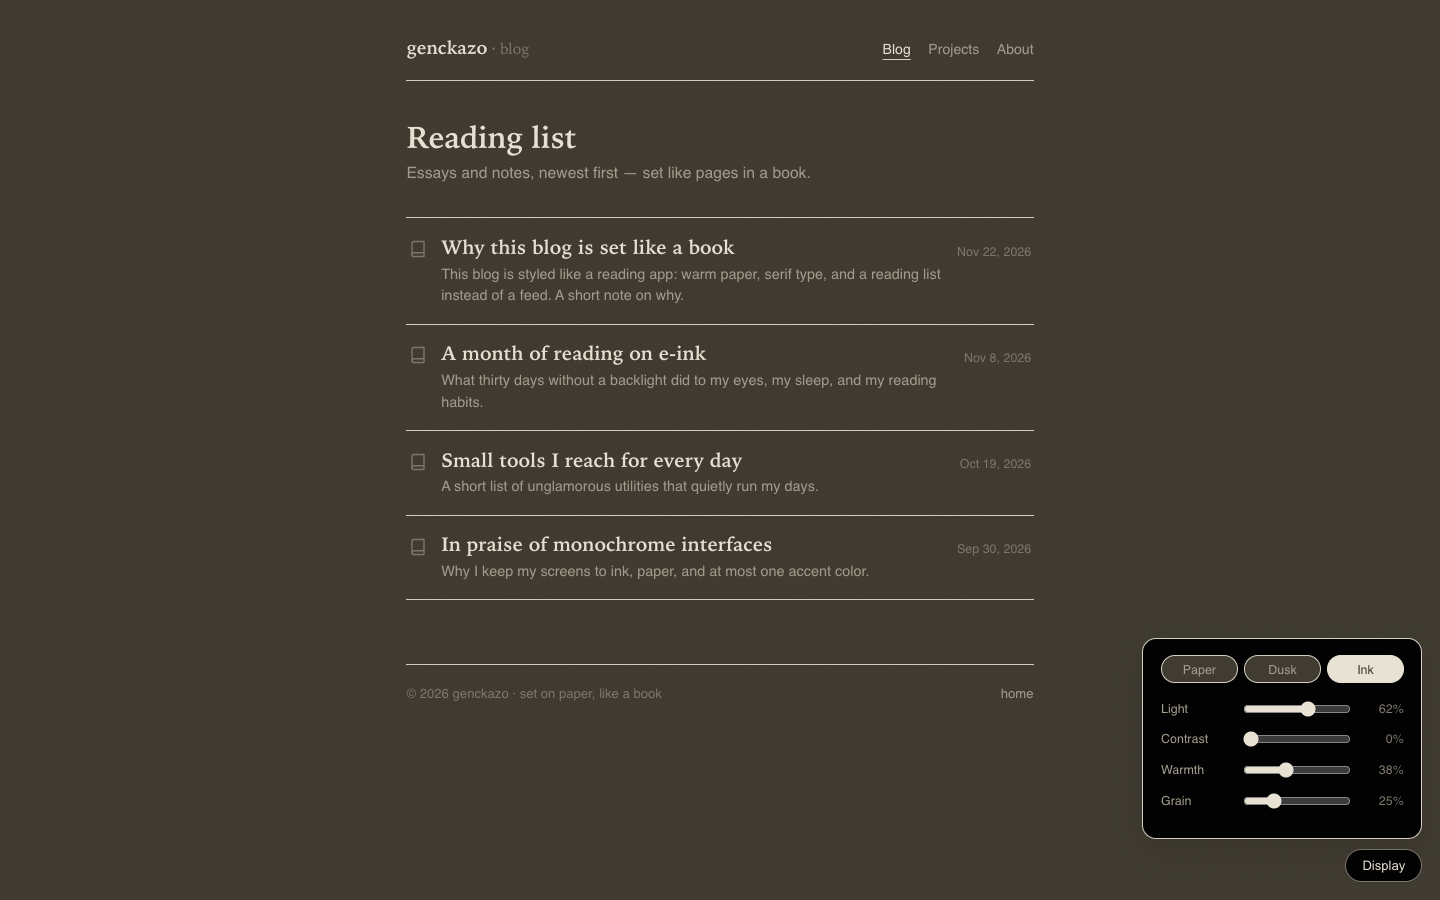 genckazo · blog
Blog Projects About
Reading list
Essays and notes, newest first — set like pages in a book.
Why this blog is set like a book
Nov 22, 2026
This blog is styled like a reading app: warm paper, serif type, and a reading list
instead of a feed. A short note on why.
A month of reading on e-ink
Nov 8, 2026
What thirty days without a backlight did to my eyes, my sleep, and my reading
habits.
Small tools I reach for every day
Oct 19, 2026
A short list of unglamorous utilities that quietly run my days.
In praise of monochrome interfaces
Sep 30, 2026
Why I keep my screens to ink, paper, and at most one accent color.
© 2026 genckazo · set on paper, like a book
home
Paper Dusk Ink
Light 62%
Contrast 0%
Warmth 38%
Grain 25%
Display